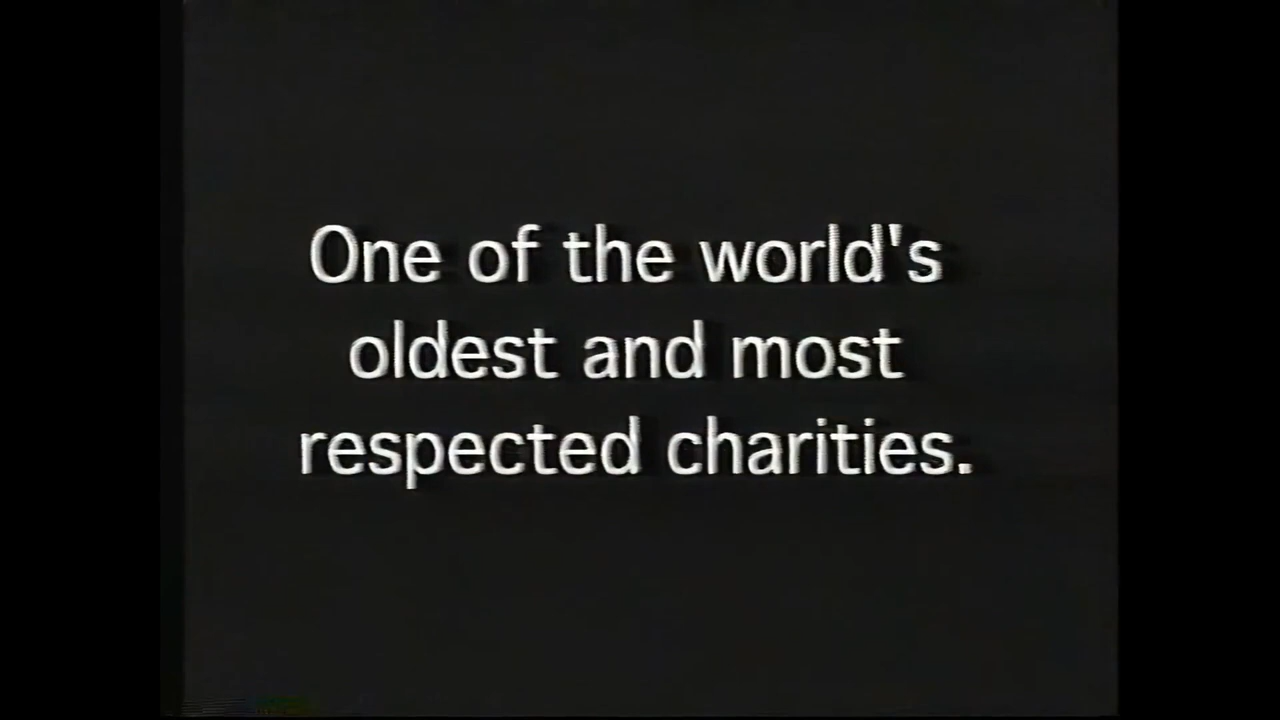 One of the world's
oldest and most
respected charities.